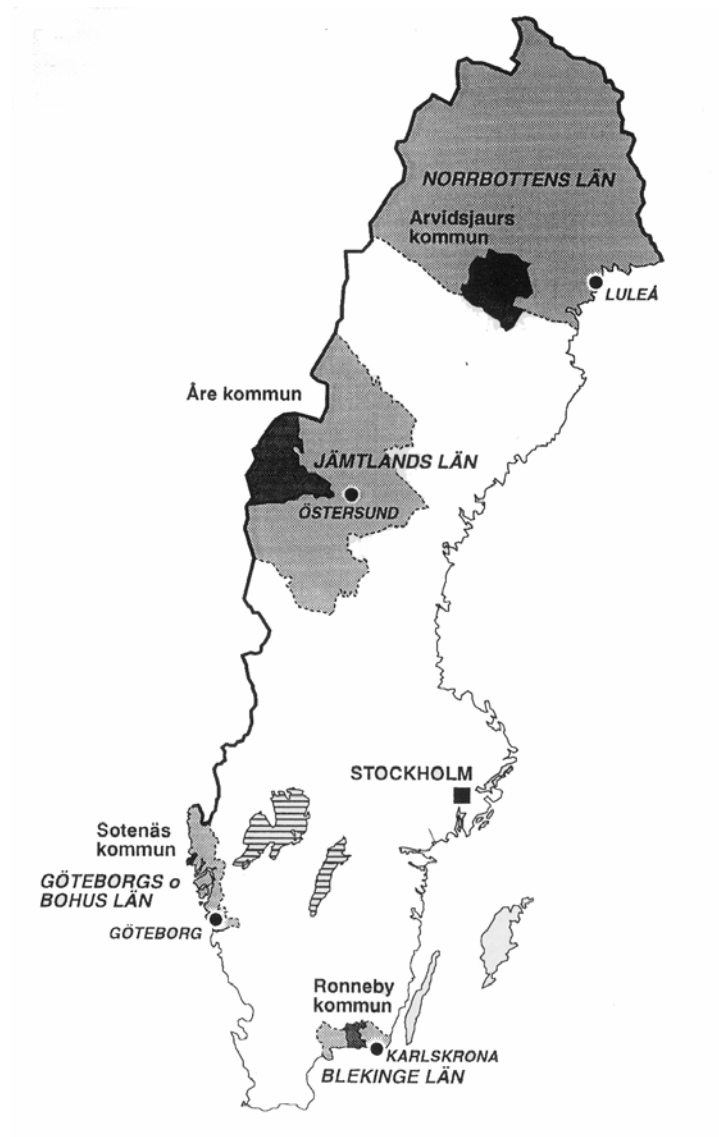 NORRBOTTENS LÄN
Arvidsjaurs
kommun
LULEÅ
Åre kommun
JÄMTLANDS LÄN
ÖSTERSUND
STOCKHOLM
Sotenäs
kommun
GÖTEBORGS o
BOHUS LÄN
GÖTEBORG
Ronneby
kommun
KARLSKRONA
BLEKINGE LÄN